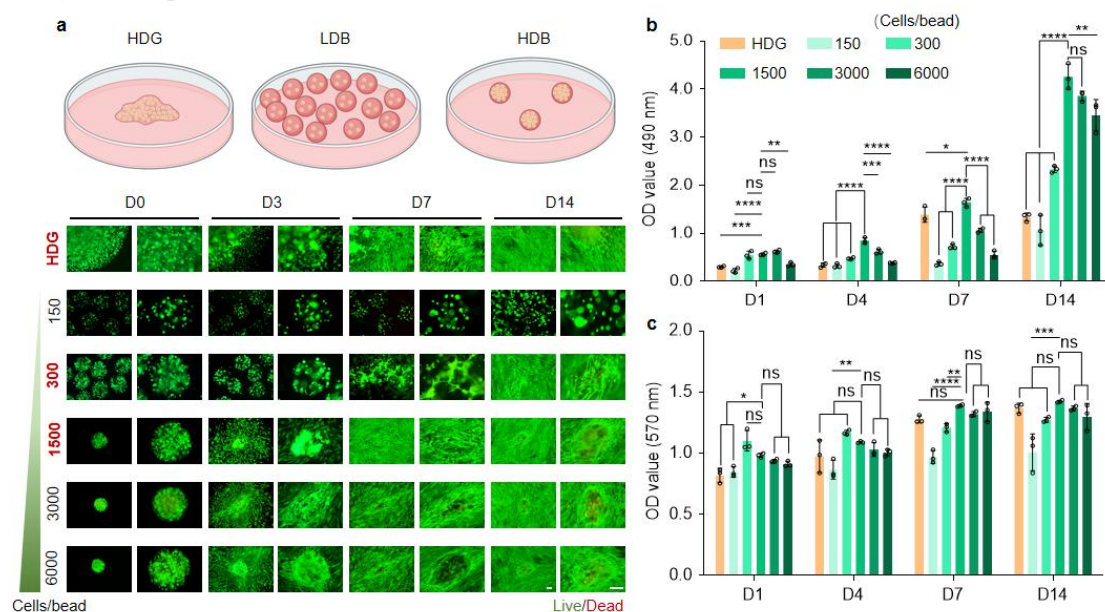 a
HDG LDB HDB
D0 D3 D7 D14
HDG
150
300
1500
3000
6000
Cells/bead
Live/Dead
b
(Cells/bead)
HDG 150 300
1500 3000 6000
OD value (490 nm)
5.0
4.0
3.0
2.0
1.0
0.0
*** **** ns ns **
**** *** ****
* **** ****
**** ns **
D1 D4 D7 D14
c
OD value (570 nm)
2.0
1.5
1.0
0.5
0.0
* ns ns
ns ** ns
ns **** ** ns
ns *** ns
D1 D4 D7 D14